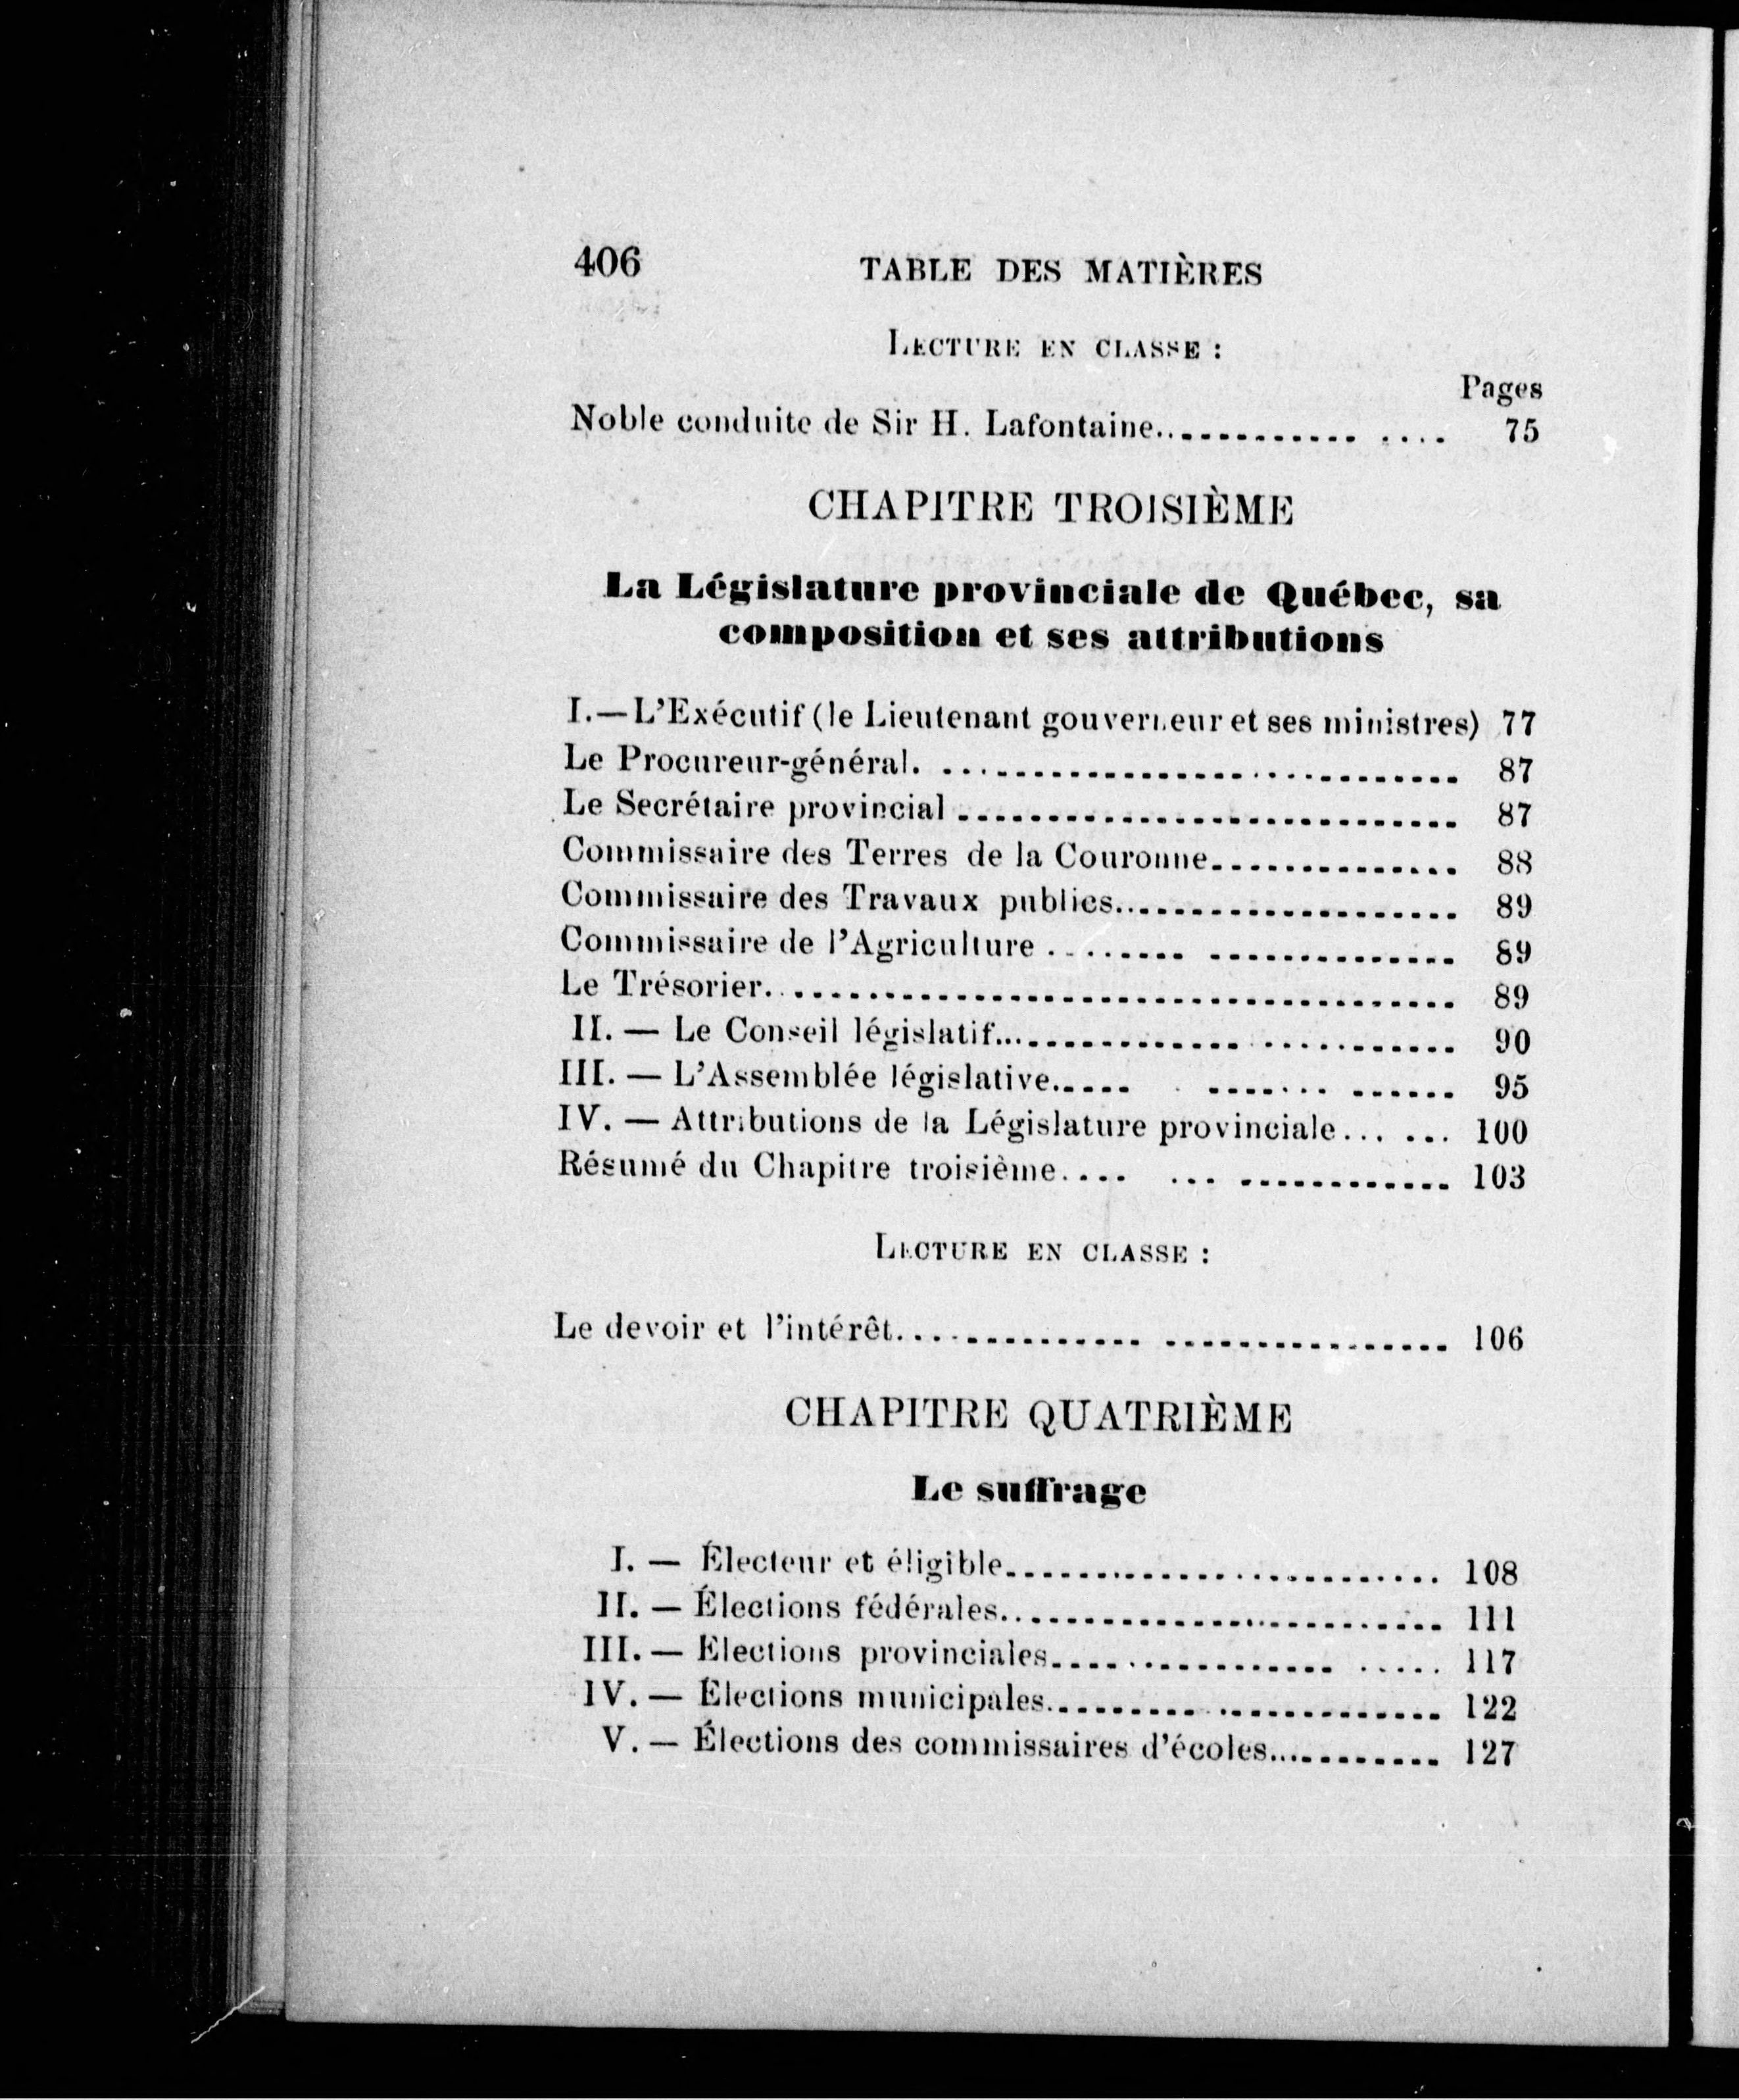 406 TABLE DES MATIÈRES
LECTURE EN CLASSE :
Pages
Noble conduite de Sir H. Lafontaine................. 75
CHAPITRE TROISIÈME
La Législature provinciale de Québec, sa
composition et ses attributions
I.—L'Exécutif (le Lieutenant gouverneur et ses ministres) 77
Le Procureur-général. ............................. 87
Le Secrétaire provincial ............................ 87
Commissaire des Terres de la Couronne.............. 88
Commissaire des Travaux publics.................... 89
Commissaire de l'Agriculture ...................... 89
Le Trésorier....................................... 89
II. — Le Conseil législatif......................... 90
III. — L'Assemblée législative..... ....... ...... 95
IV. — Attributions de la Législature provinciale... ... 100
Résumé du Chapitre troisième.... ... ............ 103
LECTURE EN CLASSE :
Le devoir et l'intérêt.............. ................ 106
CHAPITRE QUATRIÈME
Le suffrage
I. — Électeur et éligible........................ 108
II. — Élections fédérales........................ 111
III. — Elections provinciales................ ..... 117
IV. — Élections municipales...................... 122
V. — Élections des commissaires d'écoles........... 127